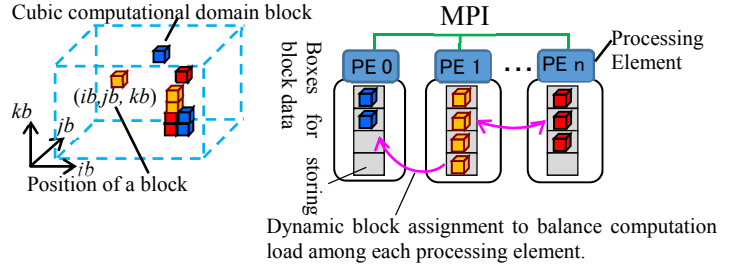 Cubic computational domain block
MPI
Processing
Element
PE 0
PE 1
...
PE n
Boxes for storing
block data
(ib,jb, kb)
kb
jb
ib
Position of a block
Dynamic block assignment to balance computation
load among each processing element.